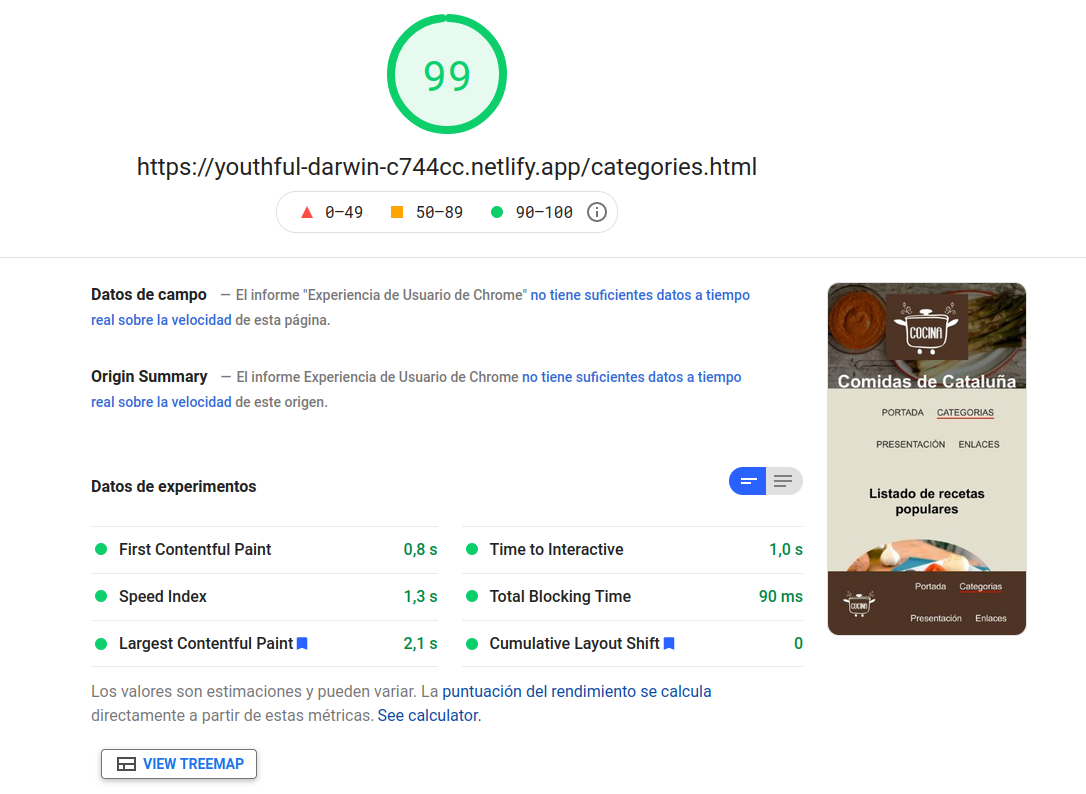 99
https://youthful-darwin-c744cc.netlify.app/categories.html
0–49 50–89 90–100
Datos de campo — El informe "Experiencia de Usuario de Chrome" no tiene suficientes datos a tiempo
real sobre la velocidad de esta página.
Origin Summary — El informe Experiencia de Usuario de Chrome no tiene suficientes datos a tiempo
real sobre la velocidad de este origen.
COCINA
Comidas de Cataluña
PORTADA CATEGORIAS
PRESENTACIÓN ENLACES
Listado de recetas
populares
Portada Categorias
COCINA
Presentación Enlaces
Datos de experimentos
First Contentful Paint 0,8 s
Time to Interactive 1,0 s
Speed Index 1,3 s
Total Blocking Time 90 ms
Largest Contentful Paint 2,1 s
Cumulative Layout Shift 0
Los valores son estimaciones y pueden variar. La puntuación del rendimiento se calcula
directamente a partir de estas métricas. See calculator.
VIEW TREEMAP